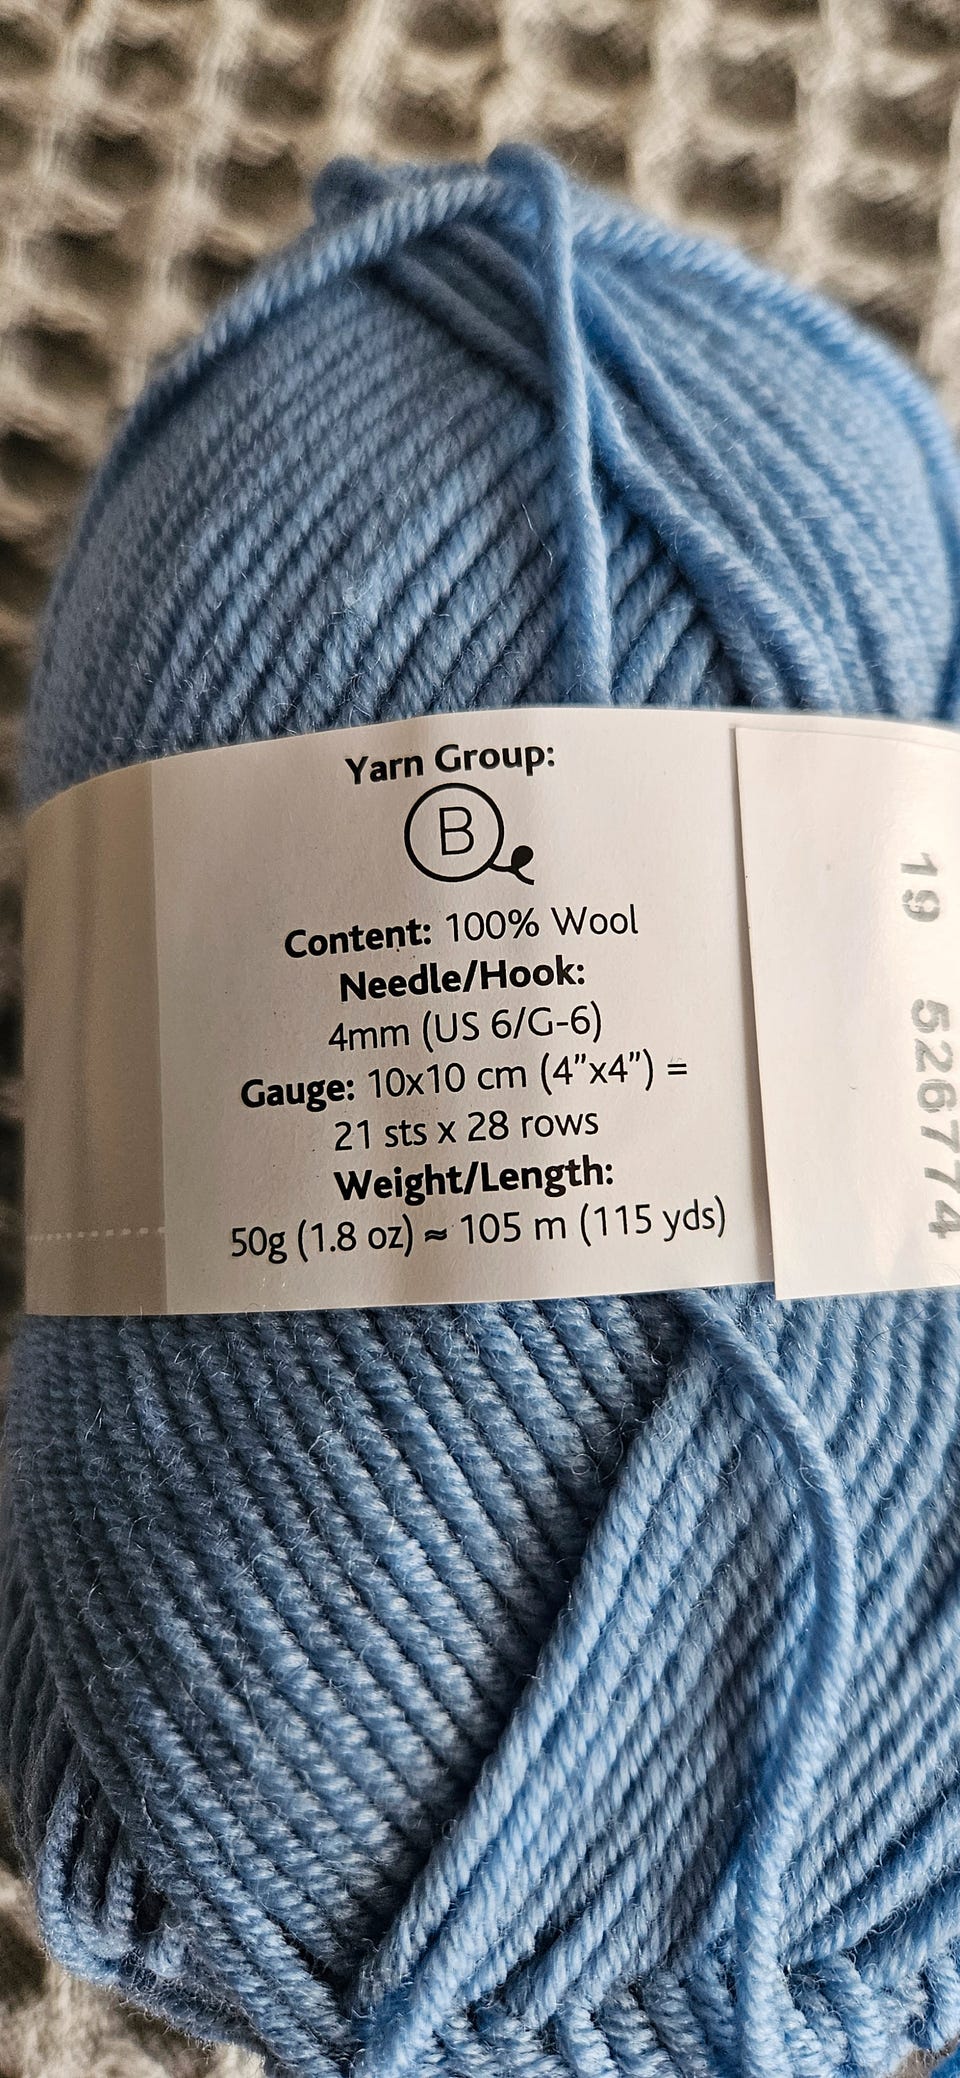 Yarn Group:
B
Content: 100% Wool
Needle/Hook:
4mm (US 6/G-6)
Gauge: 10x10 cm (4”x4”) =
21 sts x 28 rows
Weight/Length:
50g (1.8 oz) ≈ 105 m (115 yds)
19 526774